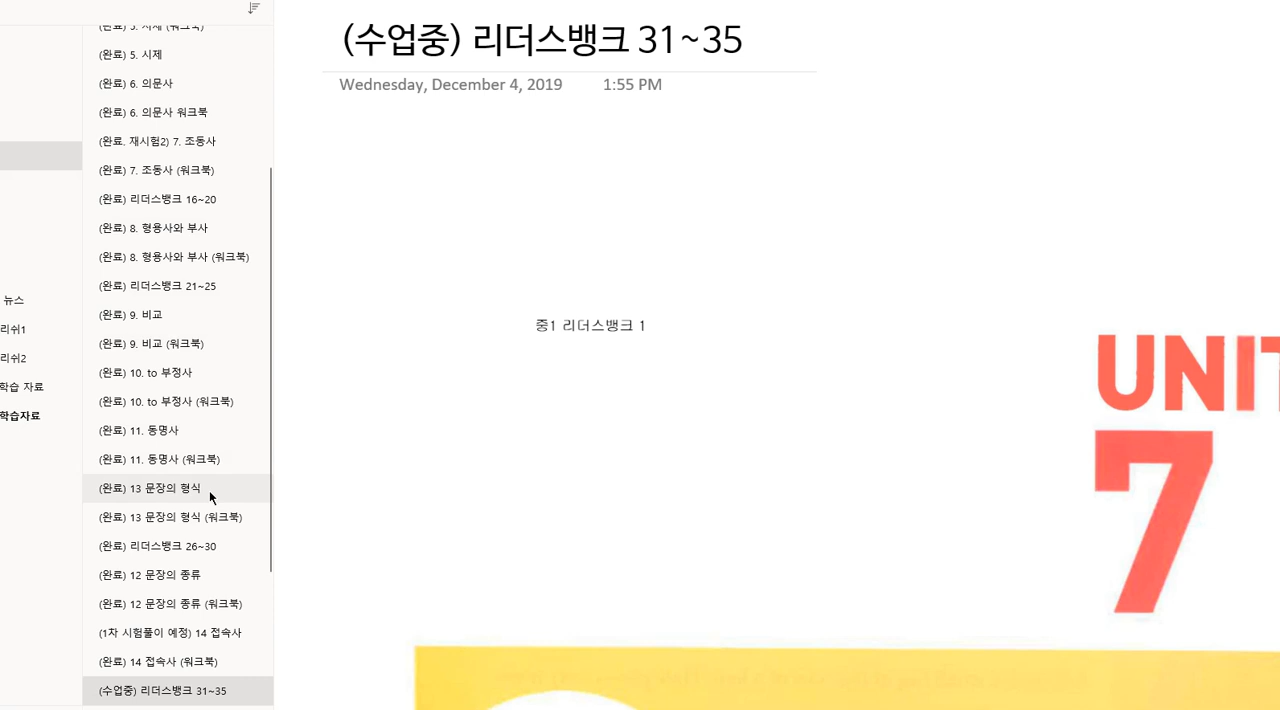 (완료) 5. 시제 (워크북)
(완료) 5. 시제
(완료) 6. 의문사
(완료) 6. 의문사 워크북
(완료. 재시험2) 7. 조동사
(완료) 7. 조동사 (워크북)
(완료) 리더스뱅크 16~20
(완료) 8. 형용사와 부사
(완료) 8. 형용사와 부사 (워크북)
(완료) 리더스뱅크 21~25
(완료) 9. 비교
(완료) 9. 비교 (워크북)
(완료) 10. to 부정사
(완료) 10. to 부정사 (워크북)
(완료) 11. 동명사
(완료) 11. 동명사 (워크북)
(완료) 13 문장의 형식
(완료) 13 문장의 형식 (워크북)
(완료) 리더스뱅크 26~30
(완료) 12 문장의 종류
(완료) 12 문장의 종류 (워크북)
(1차 시험풀이 예정) 14 접속사
(완료) 14 접속사 (워크북)
(수업중) 리더스뱅크 31~35
뉴스
리쉬1
리쉬2
학습 자료
학습자료
(수업중) 리더스뱅크 31~35
Wednesday, December 4, 2019 1:55 PM
중1 리더스뱅크 1
UNIT
7